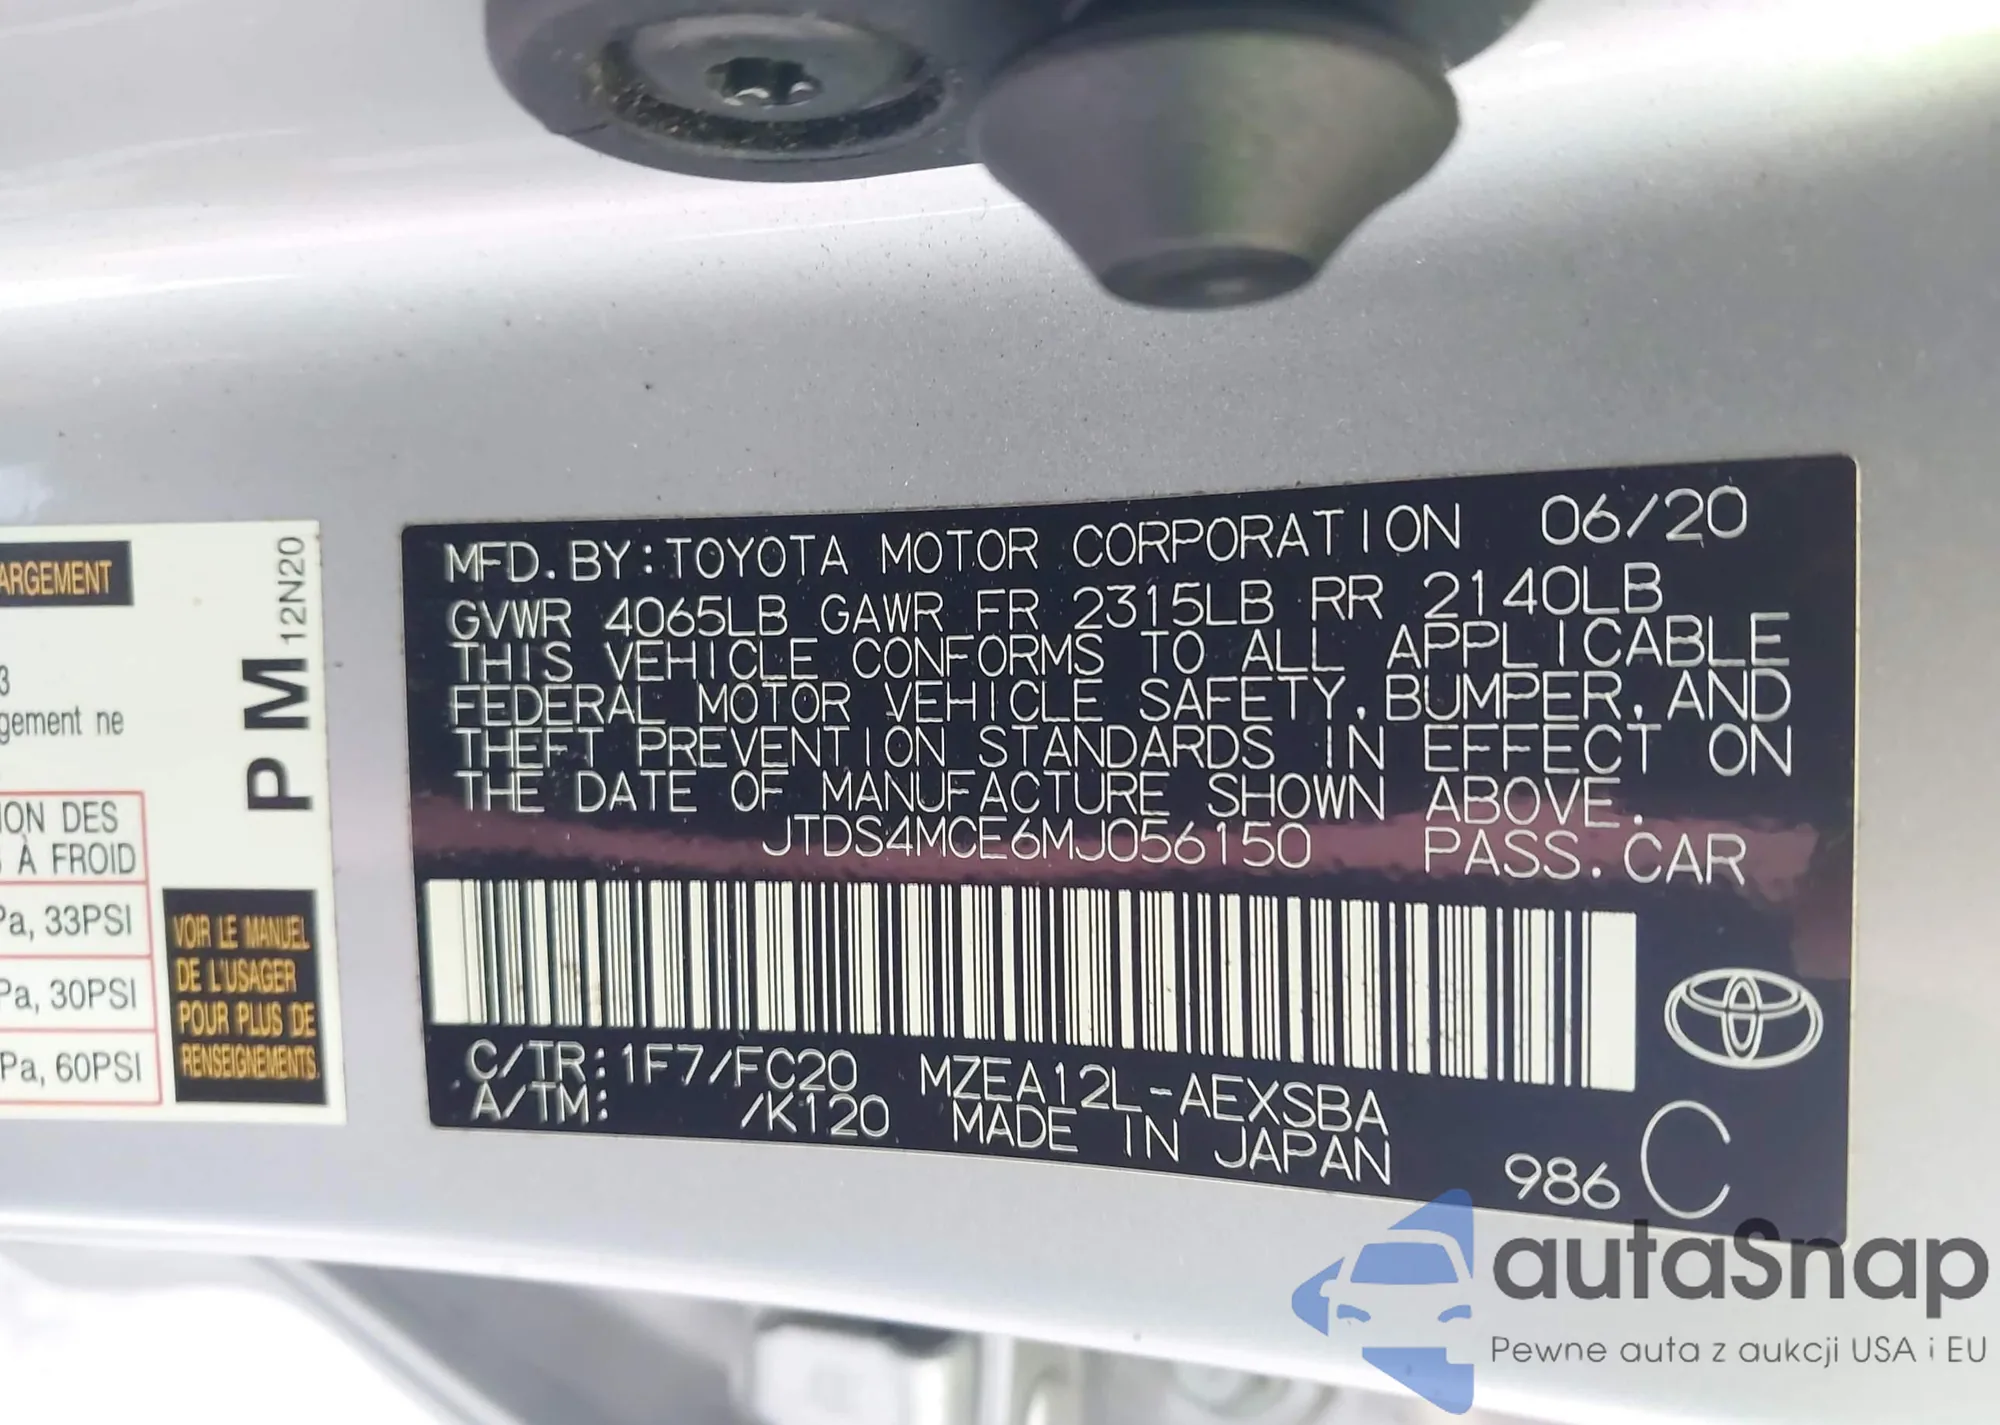 ARGEMENT
3
gement ne
ION DES
À FROID
Pa, 33PSI
Pa, 30PSI
Pa, 60PSI
PM 12N20
VOIR LE MANUEL
DE L'USAGER
POUR PLUS DE
RENSEIGNEMENTS.
MFD. BY: TOYOTA MOTOR CORPORATION 06/20
GVWR 4065LB GAWR FR 2315LB RR 2140LB
THIS VEHICLE CONFORMS TO ALL APPLICABLE
FEDERAL MOTOR VEHICLE SAFETY, BUMPER, AND
THEFT PREVENTION STANDARDS IN EFFECT ON
THE DATE OF MANUFACTURE SHOWN ABOVE.
JTDS4MCE6MJ056150 PASS. CAR
C/TR: 1F7/FC20 MZEA12L-AEXSBA
A/TM: /K120 MADE IN JAPAN
986 C
autaSnap
Pewne auta z aukcji USA i EU